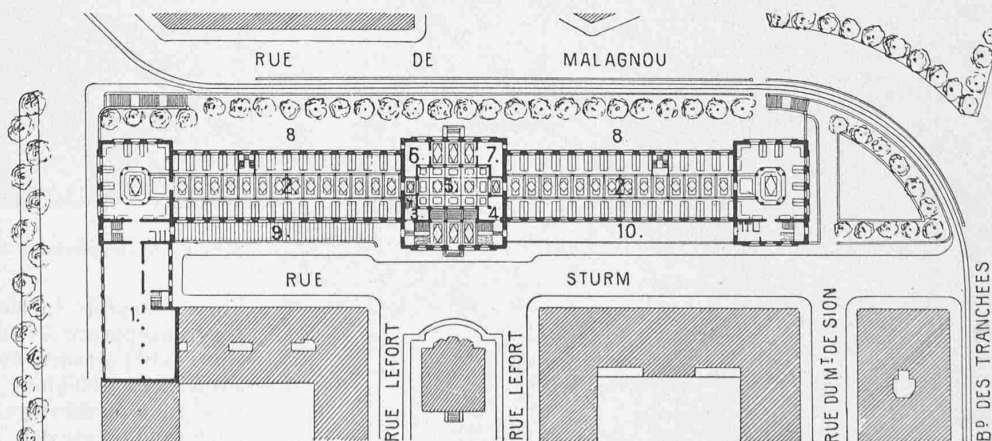 RUE DE MALAGNOU
8 8
6. 7.
2. 5. 2.
3. 4.
9. 10.
RUE STURM
1.
RUE LEFORT
RUE LEFORT
RUE DU MT DE SION
BD DES TRANCHEES